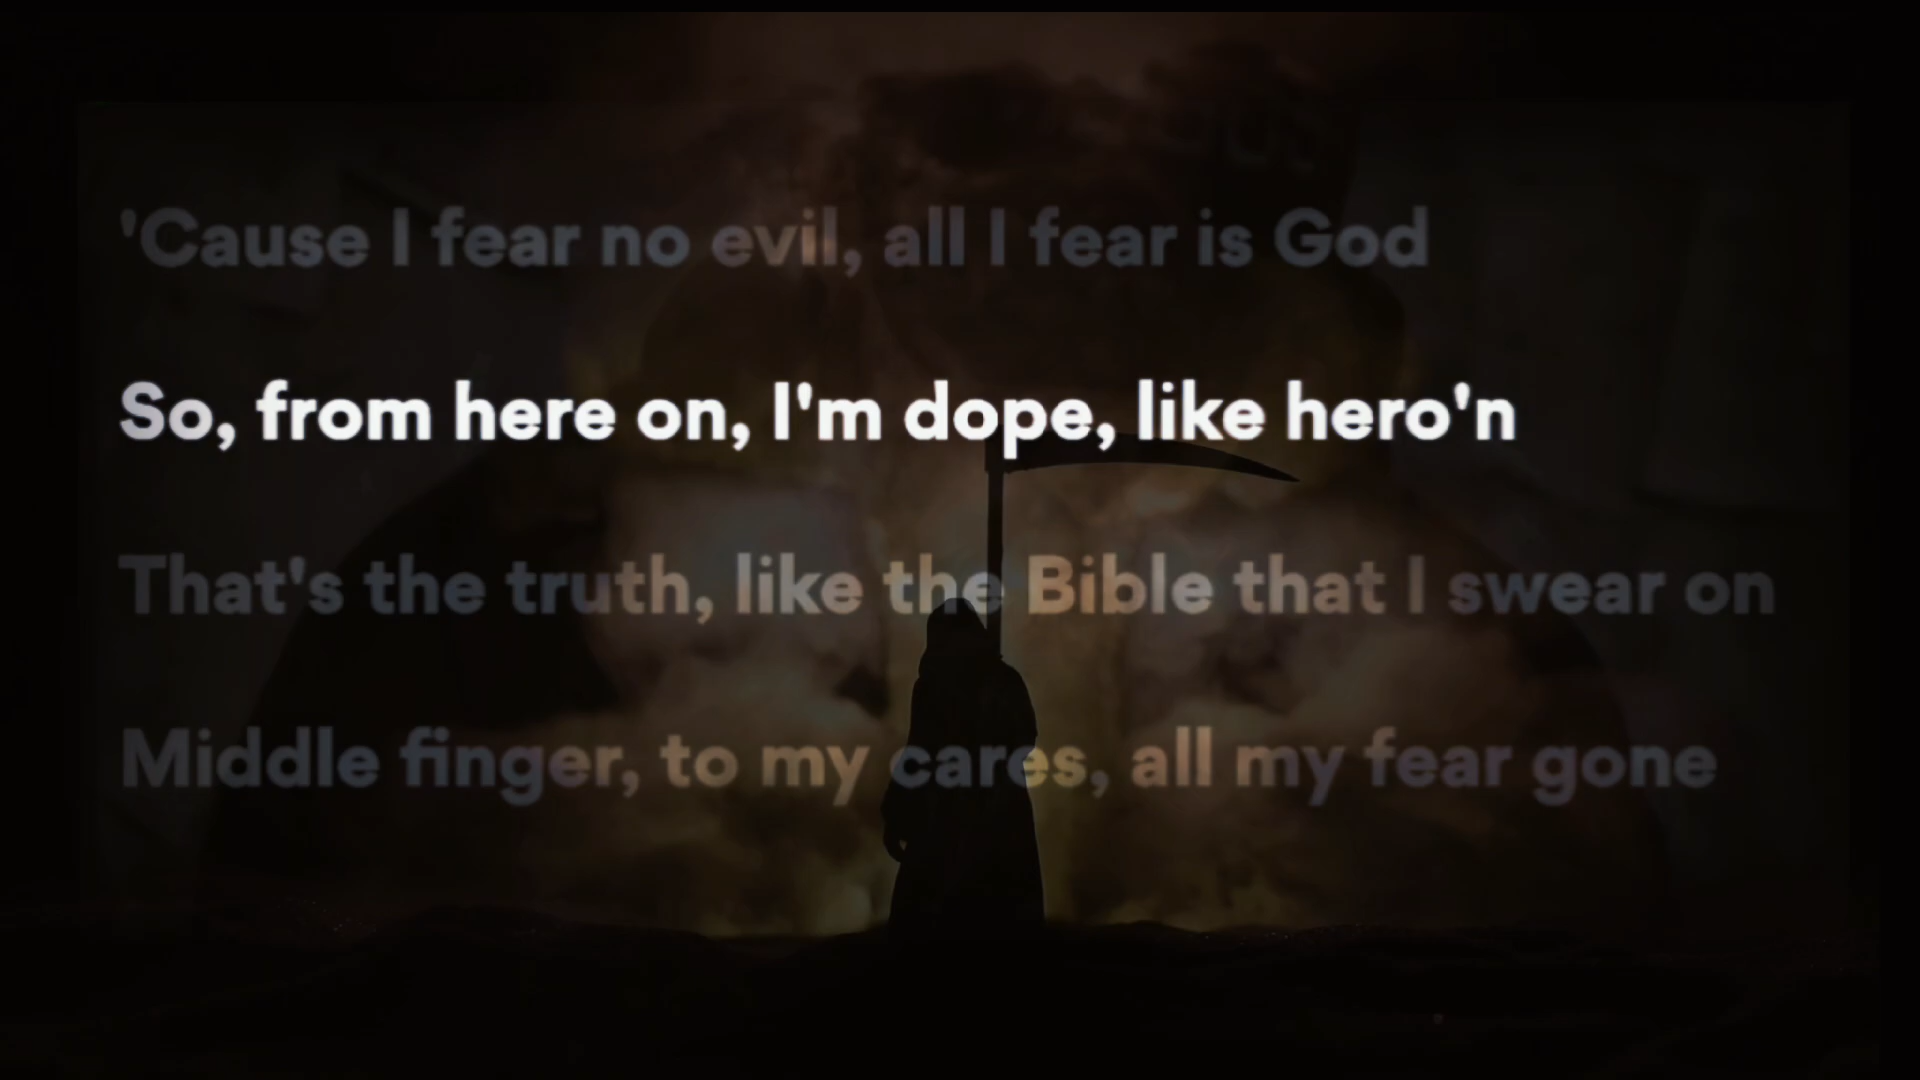 'Cause I fear no evil, all I fear is God
So, from here on, I'm dope, like hero'n
That's the truth, like the Bible that I swear on
Middle finger, to my cares, all my fear gone